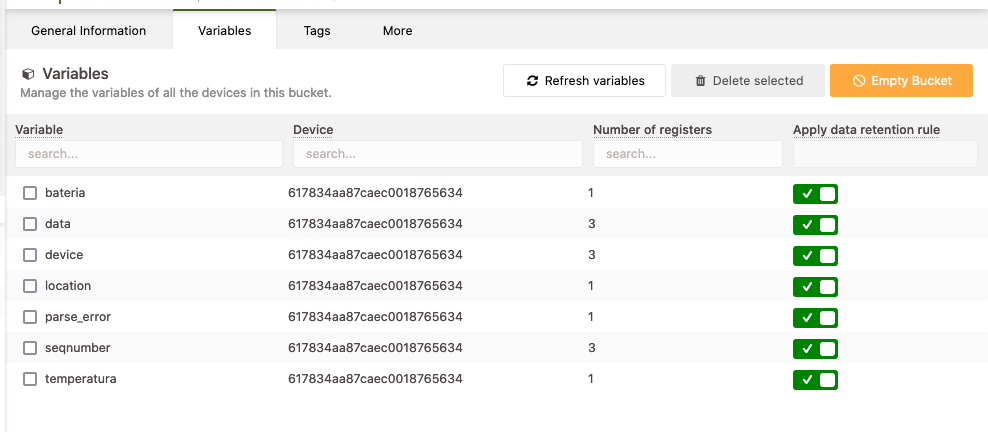 General Information Variables Tags More
Variables
Manage the variables of all the devices in this bucket.
Refresh variables Delete selected Empty Bucket
Variable Device Number of registers Apply data retention rule
search... search... search...
bateria 617834aa87caec0018765634 1
data 617834aa87caec0018765634 3
device 617834aa87caec0018765634 3
location 617834aa87caec0018765634 1
parse_error 617834aa87caec0018765634 1
seqnumber 617834aa87caec0018765634 3
temperatura 617834aa87caec0018765634 1